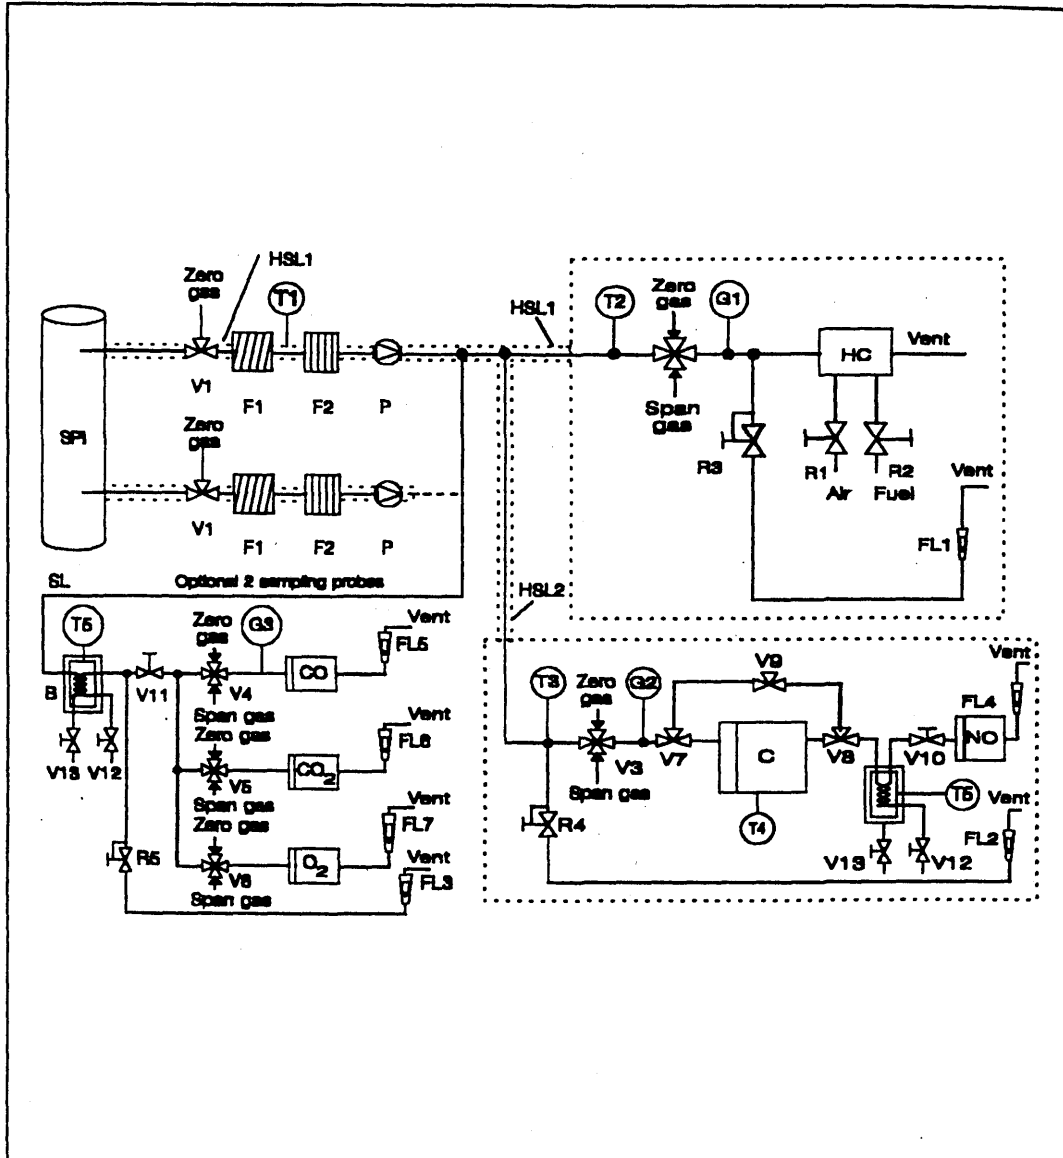 HSL1
Zero gas
T1
V1
F1
F2
P
SP1
Zero gas
V1
F1
F2
P
Optional 2 sampling probes
HSL1
T2
Zero gas
G1
Span gas
HC
Vent
R3
R1
R2
Air
Fuel
Vent
FL1
HSL2
SL
T5
B
V13
V12
V11
Zero gas
G3
V4
Span gas
CO
Vent
FL5
Zero gas
V5
Span gas
CO2
Vent
FL6
Zero gas
V6
Span gas
O2
Vent
FL7
R5
Vent
FL3
T3
Zero gas
G2
V3
Span gas
V7
V9
C
T4
V8
V10
NO
FL4
Vent
T5
V13
V12
R4
Vent
FL2